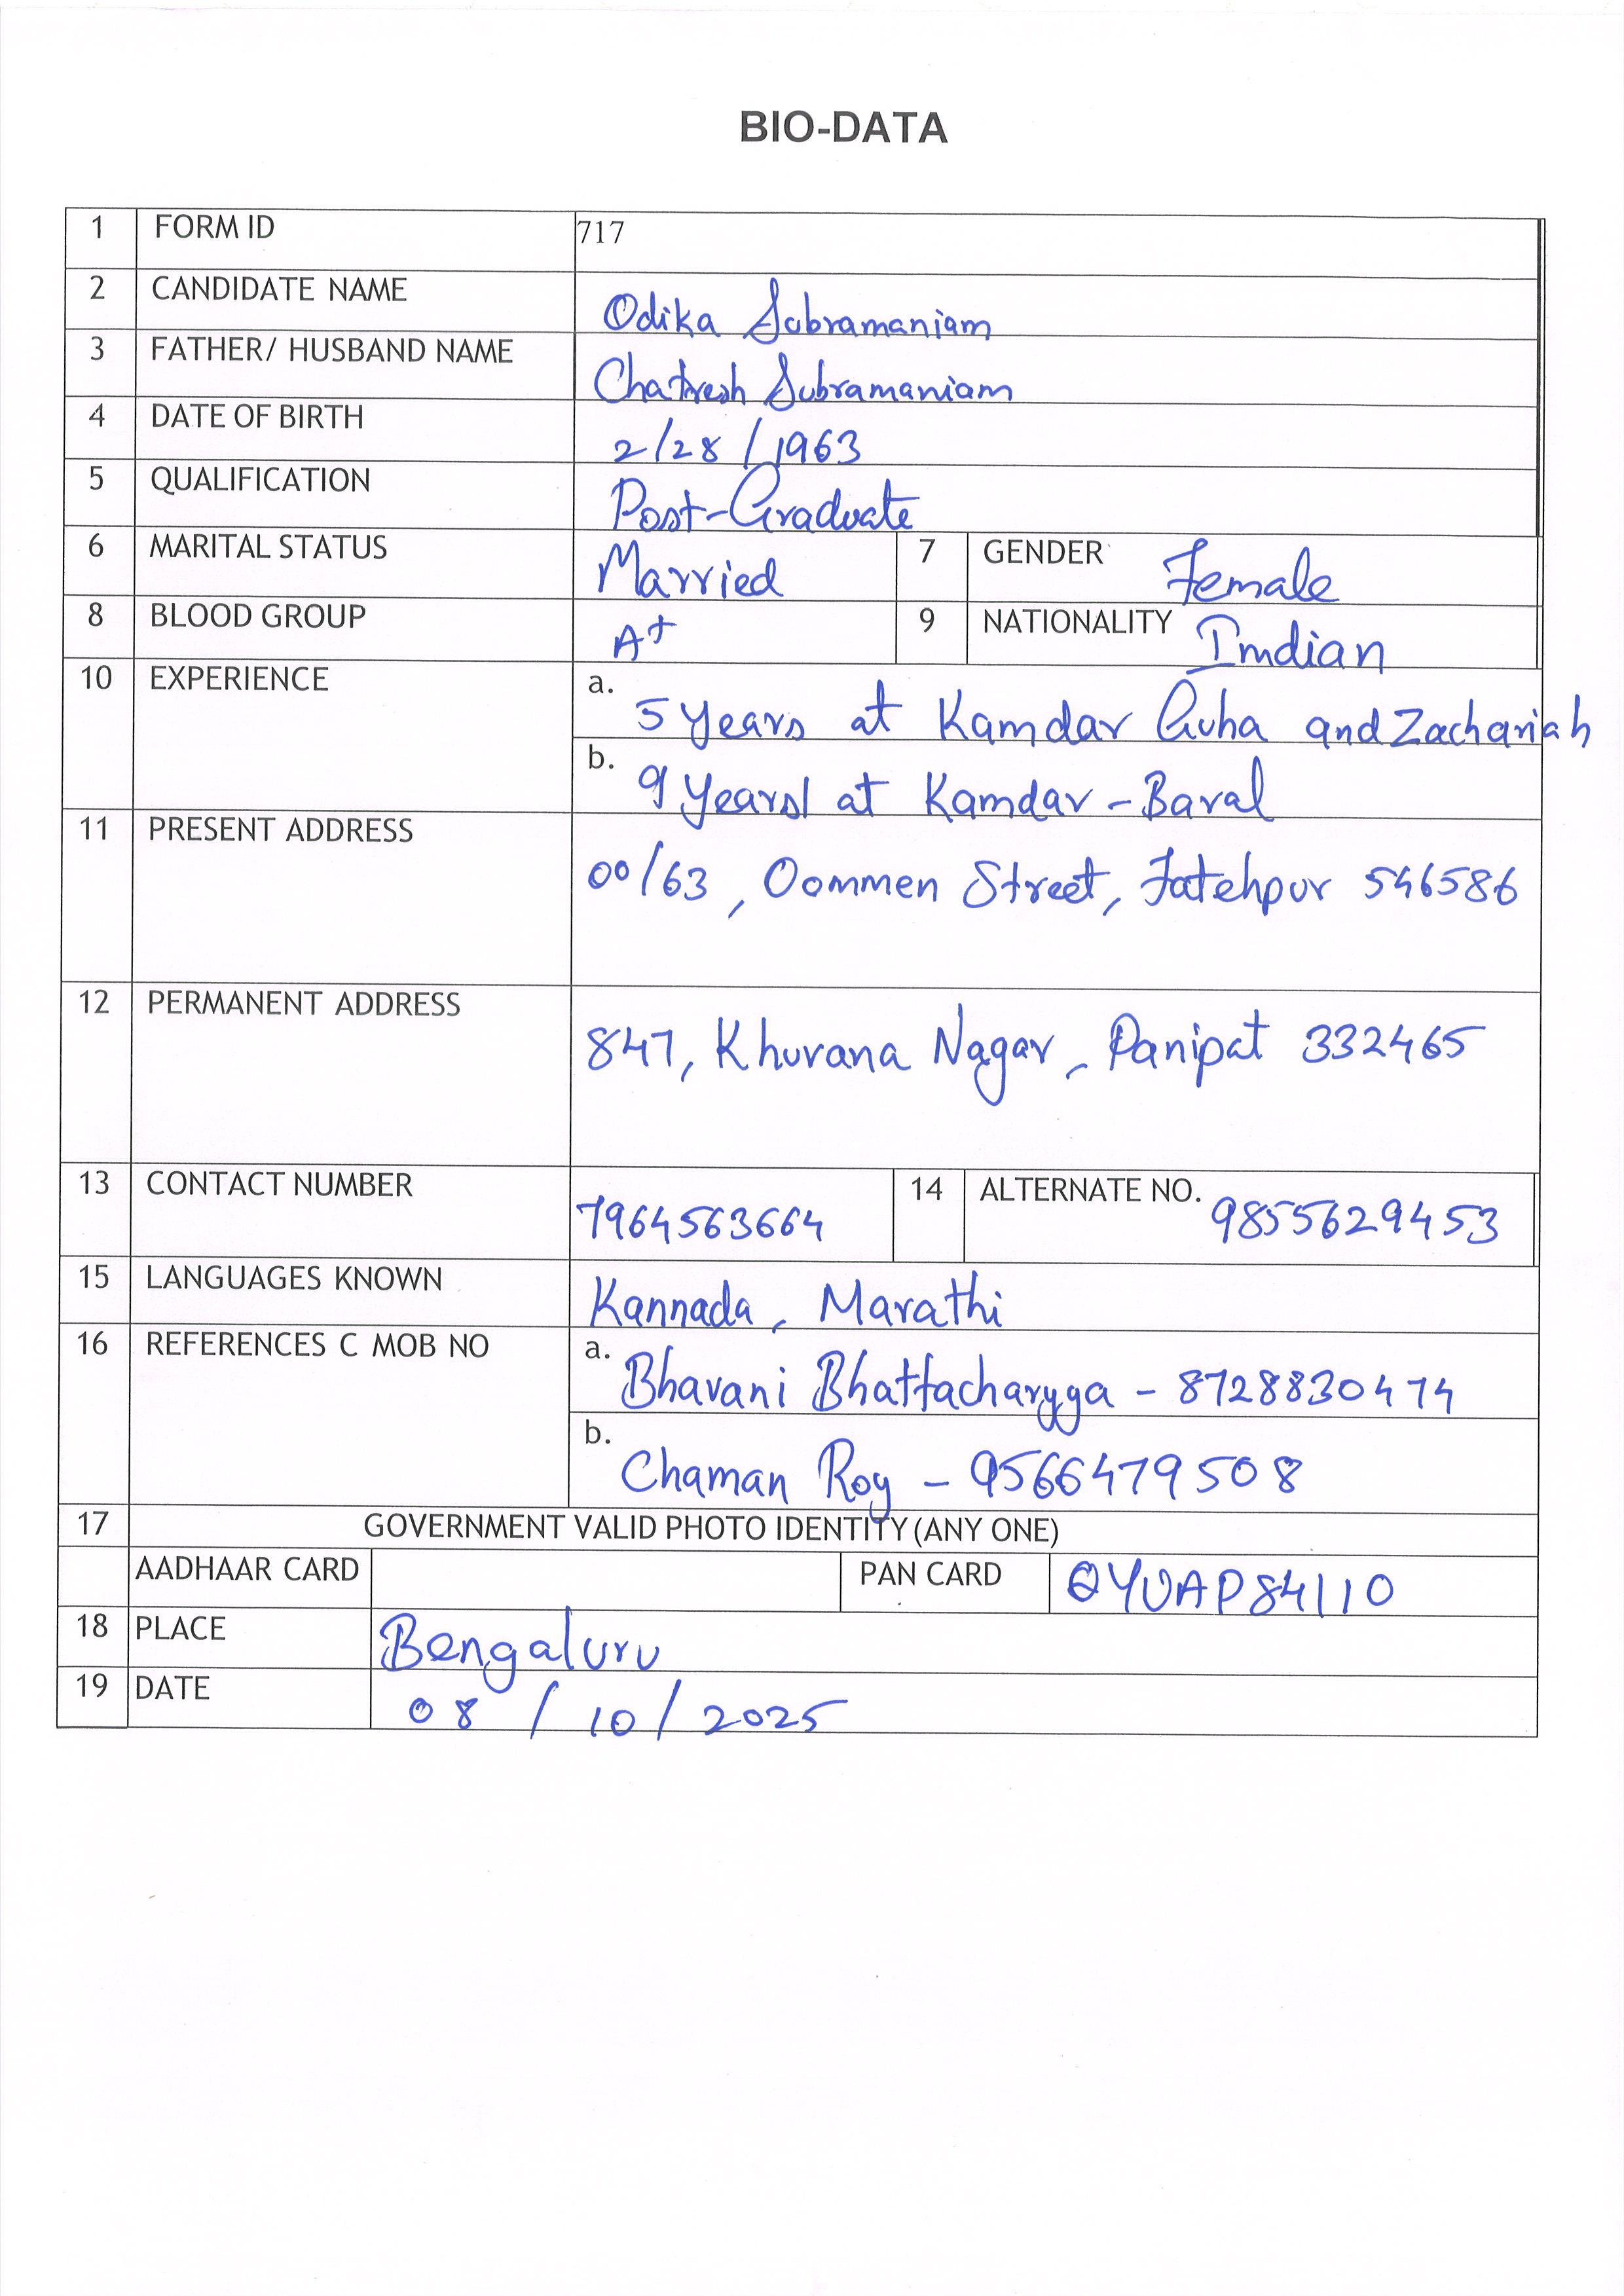 BIO-DATA
1 FORM ID 717
2 CANDIDATE NAME Odika Subramaniam
3 FATHER/ HUSBAND NAME Chatresh Subramaniam
4 DATE OF BIRTH 2/28/1963
5 QUALIFICATION Post-Graduate
6 MARITAL STATUS Married 7 GENDER Female
8 BLOOD GROUP A+ 9 NATIONALITY Indian
10 EXPERIENCE a. 5 Years at Kamdar Guha and Zachariah
b. 9 Years at Kamdar-Baral
11 PRESENT ADDRESS 00/63, Oommen Street, Fatehpur 546586
12 PERMANENT ADDRESS 847, Khurana Nagar, Panipat 332465
13 CONTACT NUMBER 7964563664 14 ALTERNATE NO. 9855629453
15 LANGUAGES KNOWN Kannada, Marathi
16 REFERENCES C MOB NO a. Bhavani Bhattacharyya - 8728830474
b. Chaman Roy - 9566479508
17 GOVERNMENT VALID PHOTO IDENTITY (ANY ONE)
AADHAAR CARD PAN CARD QYUAP8411O
18 PLACE Bengaluru
19 DATE 08/10/2025